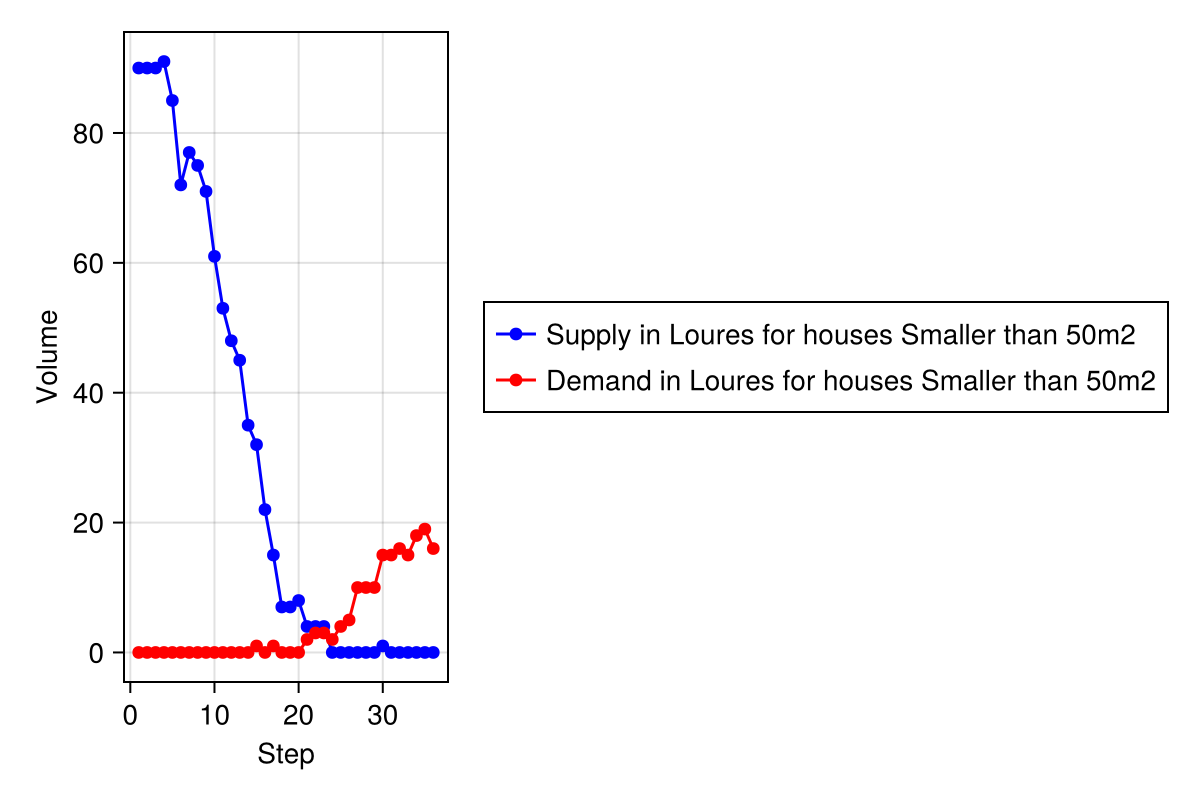 80
60
40
20
0
Volume
0 10 20 30
Step
Supply in Loures for houses Smaller than 50m2
Demand in Loures for houses Smaller than 50m2